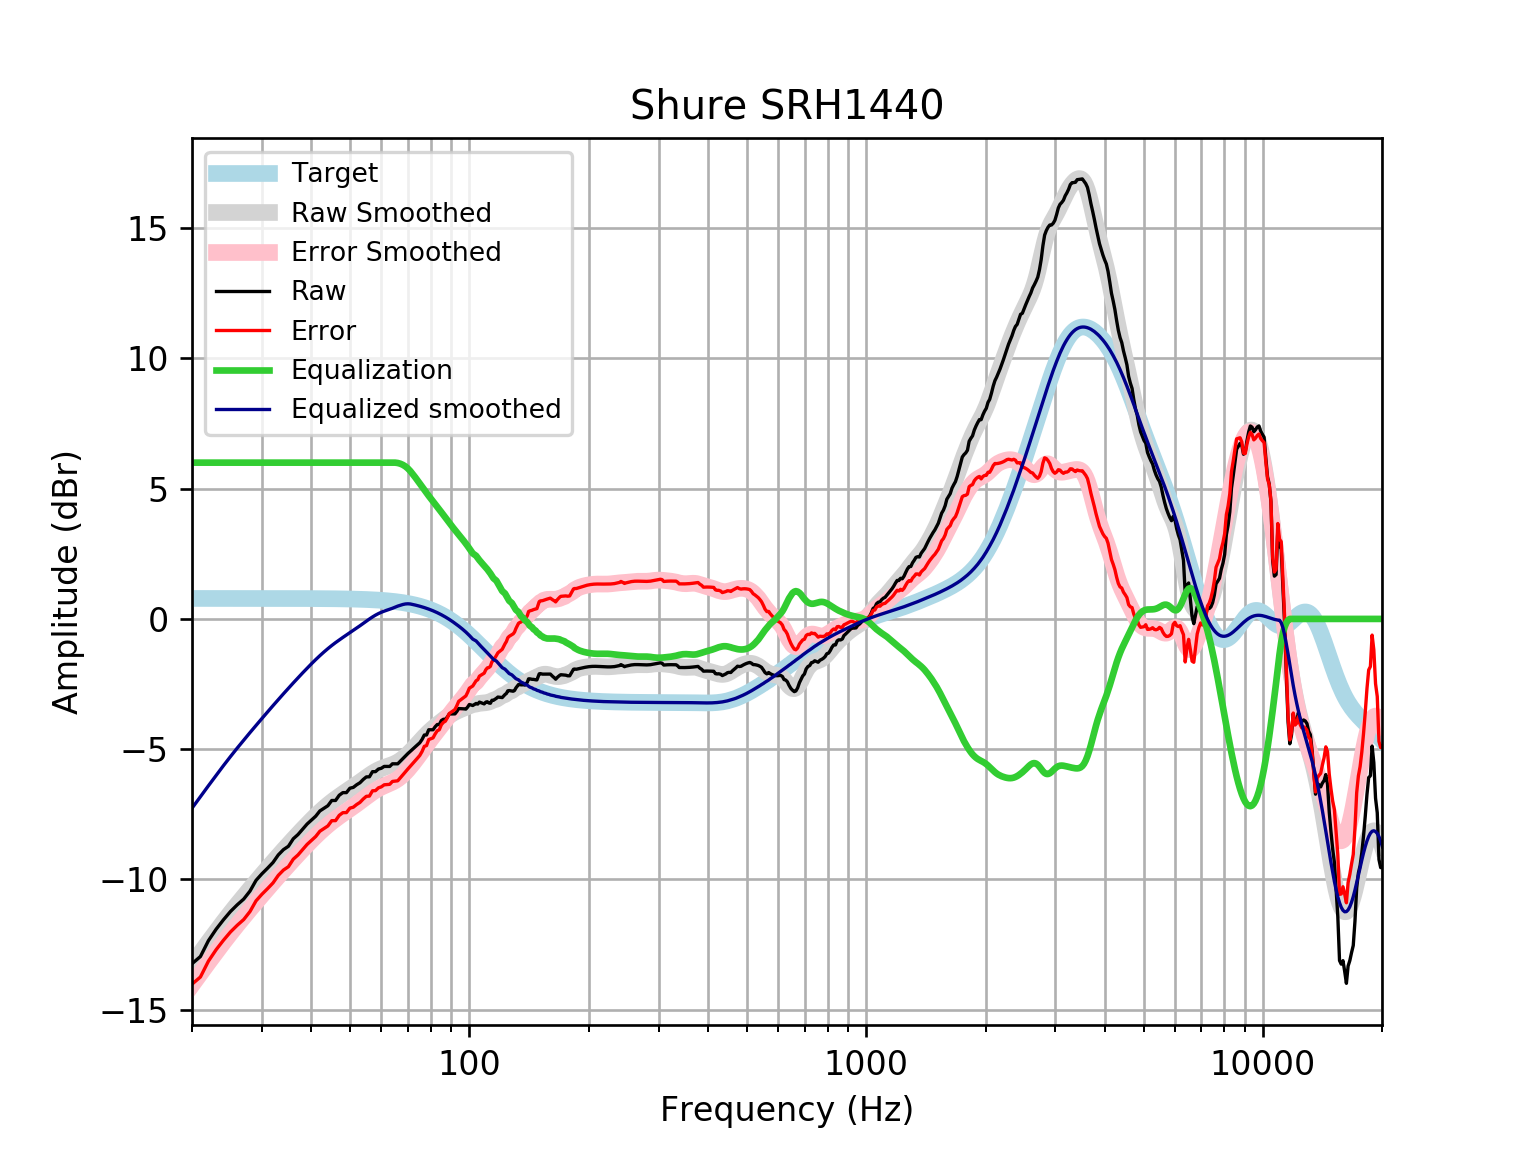 Shure SRH1440
Target
Raw Smoothed
Error Smoothed
Raw
Error
Equalization
Equalized smoothed
15
10
5
0
−5
−10
−15
Amplitude (dBr)
100 1000 10000
Frequency (Hz)